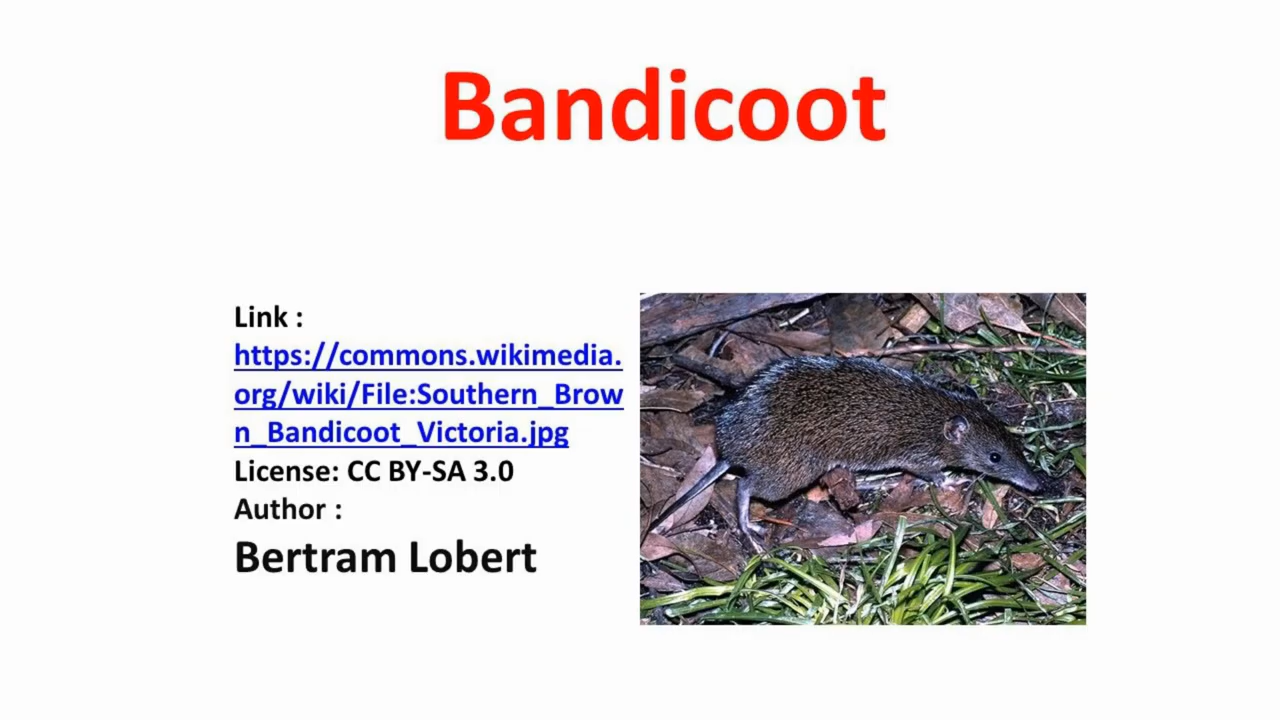 Bandicoot
Link :
https://commons.wikimedia.
org/wiki/File:Southern_Brow
n_Bandicoot_Victoria.jpg
License: CC BY-SA 3.0
Author :
Bertram Lobert